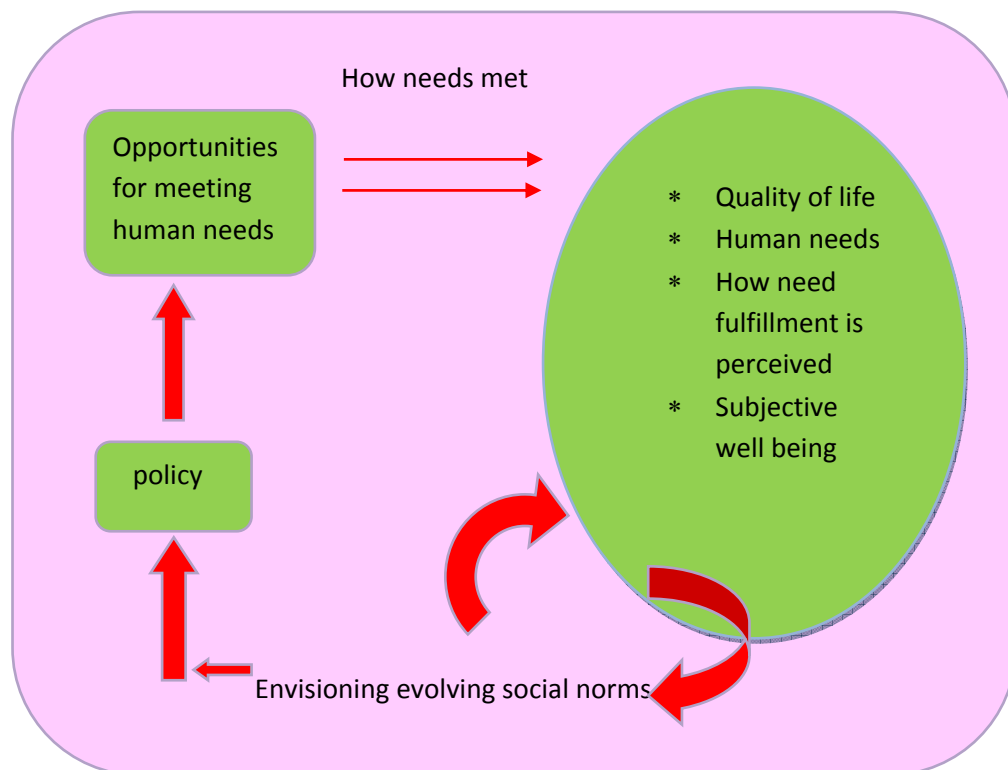 How needs met
Opportunities
for meeting
human needs
* Quality of life
* Human needs
* How need
fulfillment is
perceived
* Subjective
well being
policy
Envisioning evolving social norms